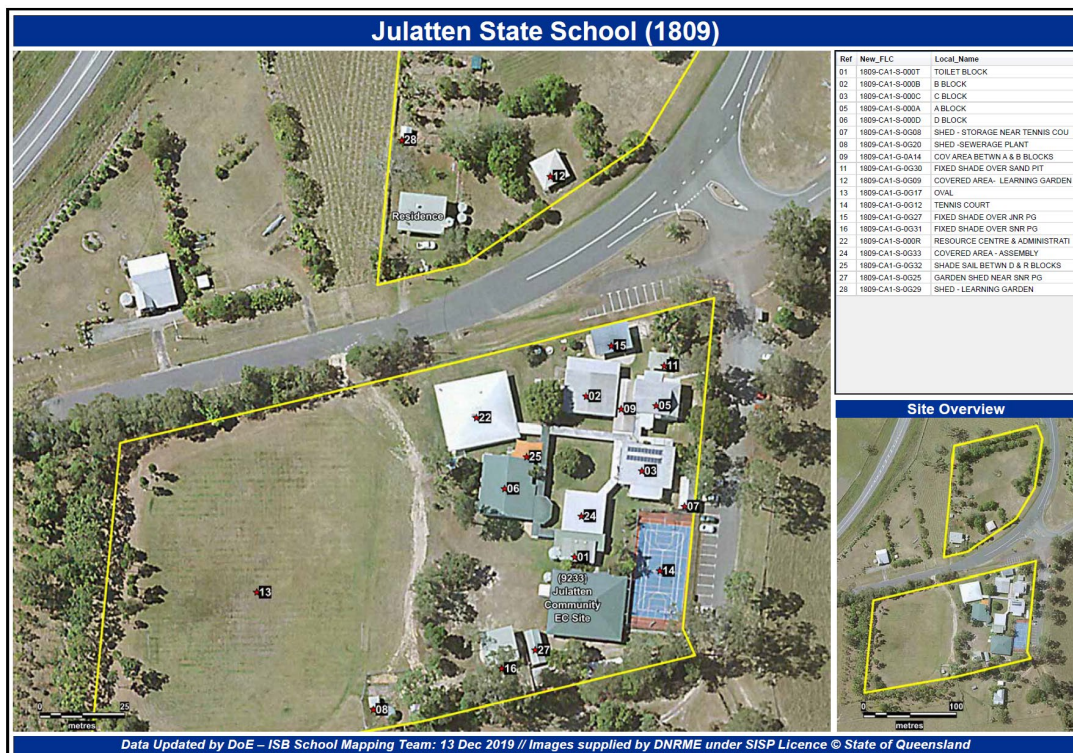 Julatten State School (1809)
Ref New_FLC Local_Name
01 1809-CA1-S-000T TOILET BLOCK
02 1809-CA1-S-000B B BLOCK
03 1809-CA1-S-000C C BLOCK
05 1809-CA1-S-000A A BLOCK
06 1809-CA1-S-000D D BLOCK
07 1809-CA1-S-0G08 SHED - STORAGE NEAR TENNIS COU
08 1809-CA1-S-0G20 SHED -SEWERAGE PLANT
09 1809-CA1-G-0A14 COV AREA BETWN A & B BLOCKS
11 1809-CA1-G-0G30 FIXED SHADE OVER SAND PIT
12 1809-CA1-S-0G09 COVERED AREA- LEARNING GARDEN
13 1809-CA1-G-0G17 OVAL
14 1809-CA1-G-0G12 TENNIS COURT
15 1809-CA1-G-0G27 FIXED SHADE OVER JNR PG
16 1809-CA1-G-0G31 FIXED SHADE OVER SNR PG
22 1809-CA1-S-000R RESOURCE CENTRE & ADMINISTRATI
24 1809-CA1-S-0G33 COVERED AREA - ASSEMBLY
25 1809-CA1-G-0G32 SHADE SAIL BETWN D & R BLOCKS
27 1809-CA1-S-0G25 GARDEN SHED NEAR SNR PG
28 1809-CA1-S-0G29 SHED - LEARNING GARDEN
28
12
Residence
15
11
02
09
05
22
25
03
06
07
24
01
14
(9233)
Julatten
Community
EC Site
13
27
16
08
0 25
metres
Site Overview
0 100
metres
Data Updated by DoE – ISB School Mapping Team: 13 Dec 2019 // Images supplied by DNRME under SISP Licence © State of Queensland